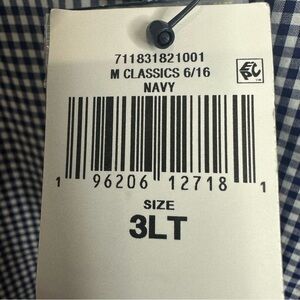 711831821001
M CLASSICS 6/16
NAVY
1 96206 12718 1
SIZE
3LT